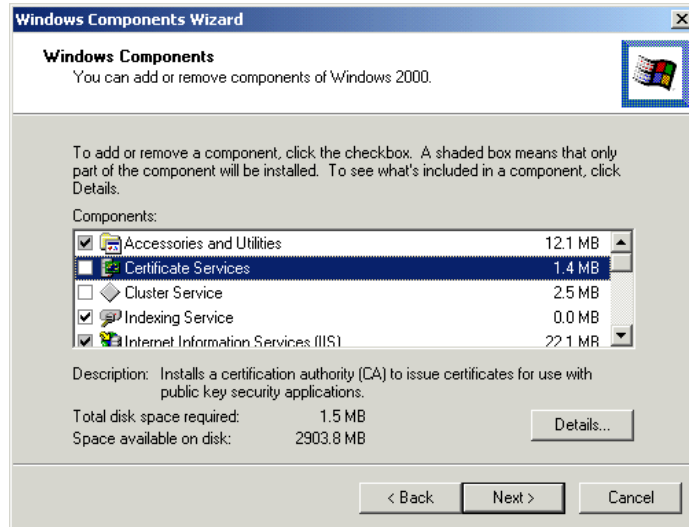 Windows Components Wizard
Windows Components
You can add or remove components of Windows 2000.
To add or remove a component, click the checkbox. A shaded box means that only
part of the component will be installed. To see what's included in a component, click
Details.
Components:
Accessories and Utilities 12.1 MB
Certificate Services 1.4 MB
Cluster Service 2.5 MB
Indexing Service 0.0 MB
Internet Information Services (IIS) 22.1 MB
Description: Installs a certification authority (CA) to issue certificates for use with
public key security applications.
Total disk space required: 1.5 MB
Space available on disk: 2903.8 MB
Details...
< Back Next > Cancel